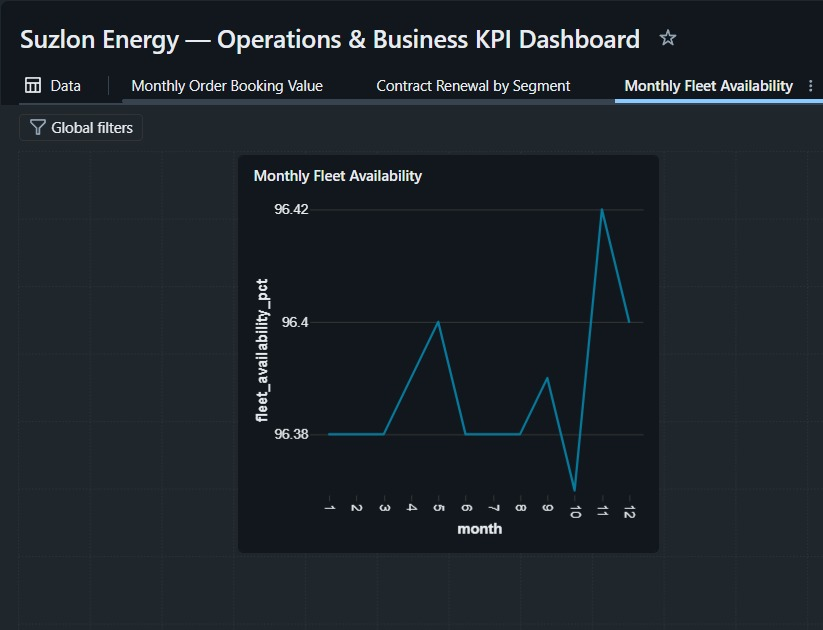 Suzlon Energy — Operations & Business KPI Dashboard
Data
Monthly Order Booking Value
Contract Renewal by Segment
Monthly Fleet Availability
Global filters
Monthly Fleet Availability
96.42
96.4
96.38
fleet_availability_pct
1 2 3 4 5 6 7 8 9 10 11 12
month